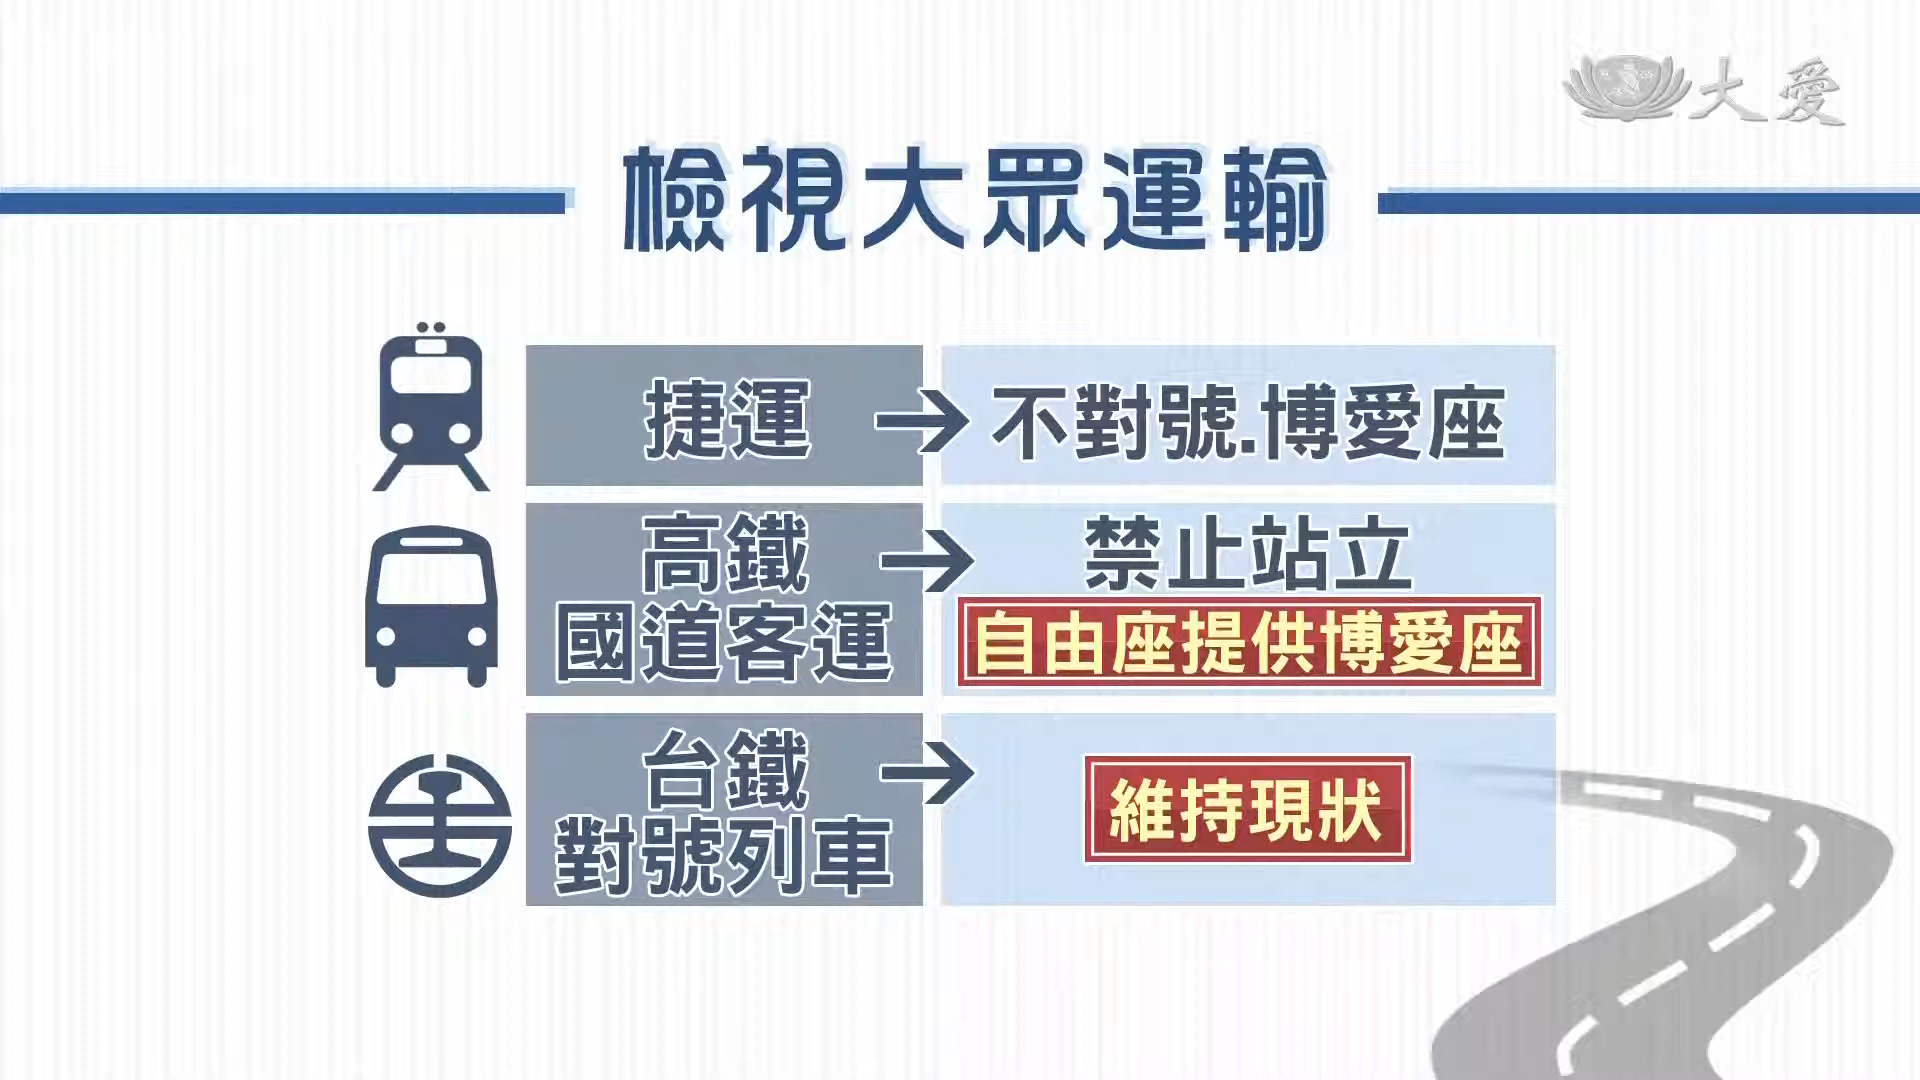 大愛
檢視大眾運輸
捷運
不對號.博愛座
高鐵
國道客運
禁止站立
自由座提供博愛座
台鐵
對號列車
維持現狀